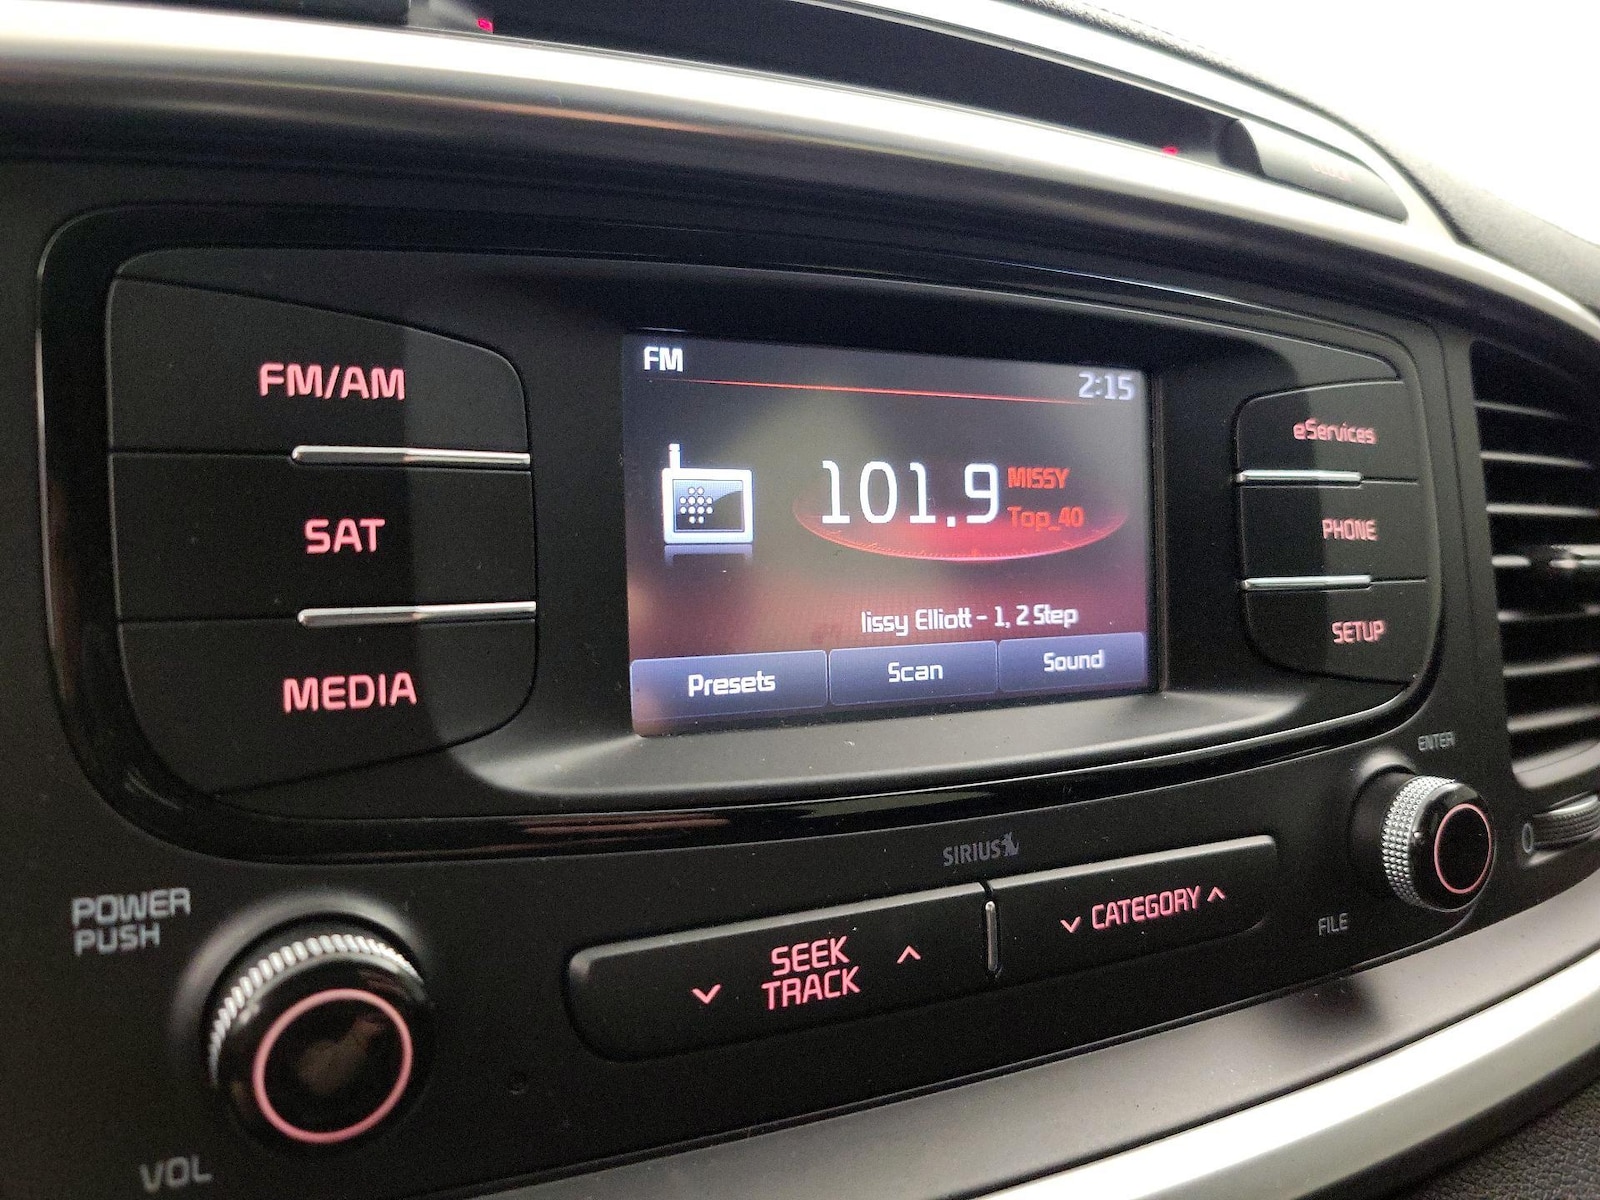 FM
2:15
FM/AM
SAT
MEDIA
101.9
MISSY
Top_40
lissy Elliott - 1, 2 Step
Presets
Scan
Sound
eServices
PHONE
SETUP
ENTER
FILE
SIRIUS
POWER
PUSH
VOL
SEEK
TRACK
CATEGORY
0